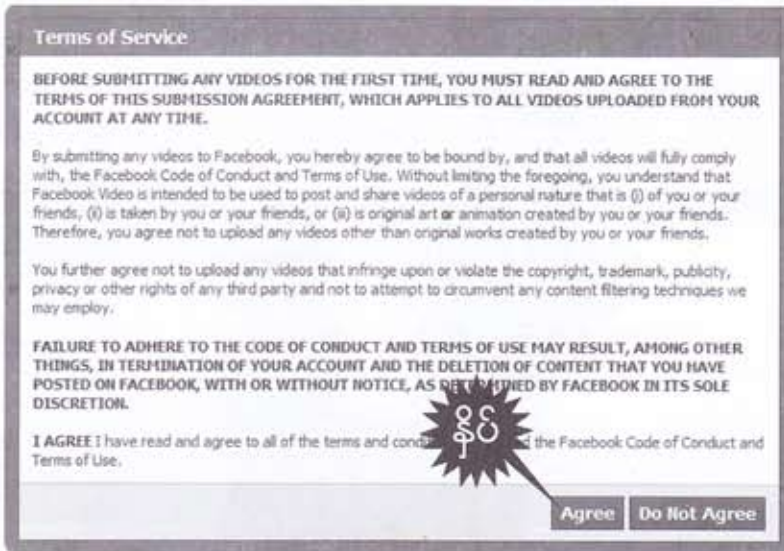 Terms of Service
BEFORE SUBMITTING ANY VIDEOS FOR THE FIRST TIME, YOU MUST READ AND AGREE TO THE
TERMS OF THIS SUBMISSION AGREEMENT, WHICH APPLIES TO ALL VIDEOS UPLOADED FROM YOUR
ACCOUNT AT ANY TIME.
By submitting any videos to Facebook, you hereby agree to be bound by, and that all videos will fully comply
with, the Facebook Code of Conduct and Terms of Use. Without limiting the foregoing, you understand that
Facebook Video is intended to be used to post and share videos of a personal nature that is (i) of you or your
friends, (ii) is taken by you or your friends, or (iii) is original art or animation created by you or your friends.
Therefore, you agree not to upload any videos other than original works created by you or your friends.
You further agree not to upload any videos that infringe upon or violate the copyright, trademark, publicity,
privacy or other rights of any third party and not to attempt to circumvent any content filtering techniques we
may employ.
FAILURE TO ADHERE TO THE CODE OF CONDUCT AND TERMS OF USE MAY RESULT, AMONG OTHER
THINGS, IN TERMINATION OF YOUR ACCOUNT AND THE DELETION OF CONTENT THAT YOU HAVE
POSTED ON FACEBOOK, WITH OR WITHOUT NOTICE, AS DETERMINED BY FACEBOOK IN ITS SOLE
DISCRETION.
I AGREE I have read and agree to all of the terms and the Facebook Code of Conduct and
Terms of Use.
နှိပ်
Agree Do Not Agree